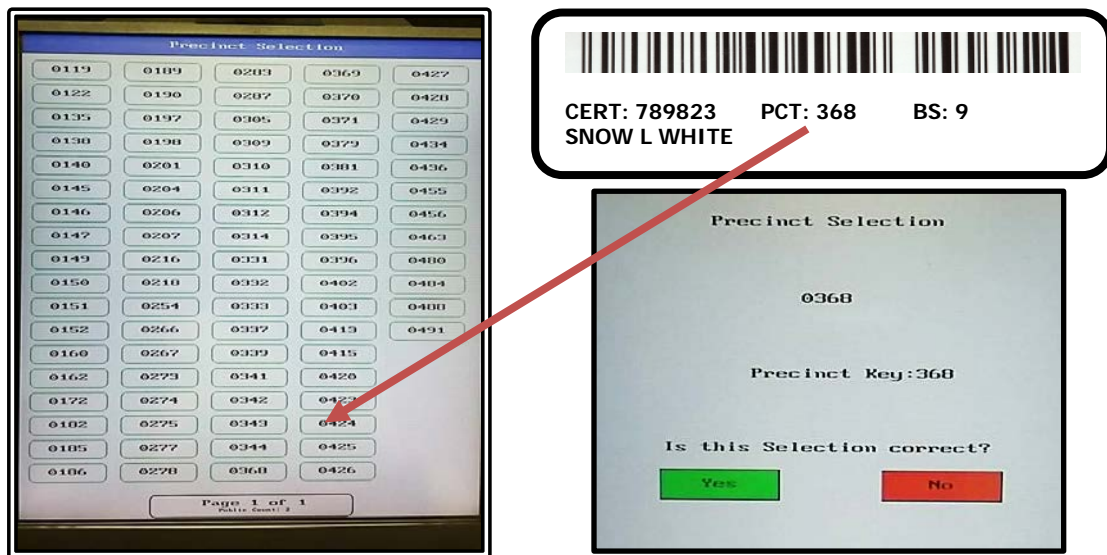 Precinct Selection
0119 0189 0283 0369 0427
0122 0190 0287 0370 0428
0135 0197 0305 0371 0429
0138 0198 0309 0379 0434
0140 0201 0310 0381 0436
0145 0204 0311 0392 0455
0146 0206 0312 0394 0456
0147 0207 0314 0395 0463
0149 0216 0331 0396 0480
0150 0218 0332 0402 0484
0151 0254 0333 0403 0488
0152 0266 0337 0413 0491
0160 0267 0339 0415
0162 0273 0341 0420
0172 0274 0342 0423
0182 0275 0343 0424
0185 0277 0344 0425
0186 0278 0368 0426
Page 1 of 1
Public Count: 2
CERT: 789823 PCT: 368 BS: 9
SNOW L WHITE
Precinct Selection
0368
Precinct Key:368
Is this Selection correct?
Yes No